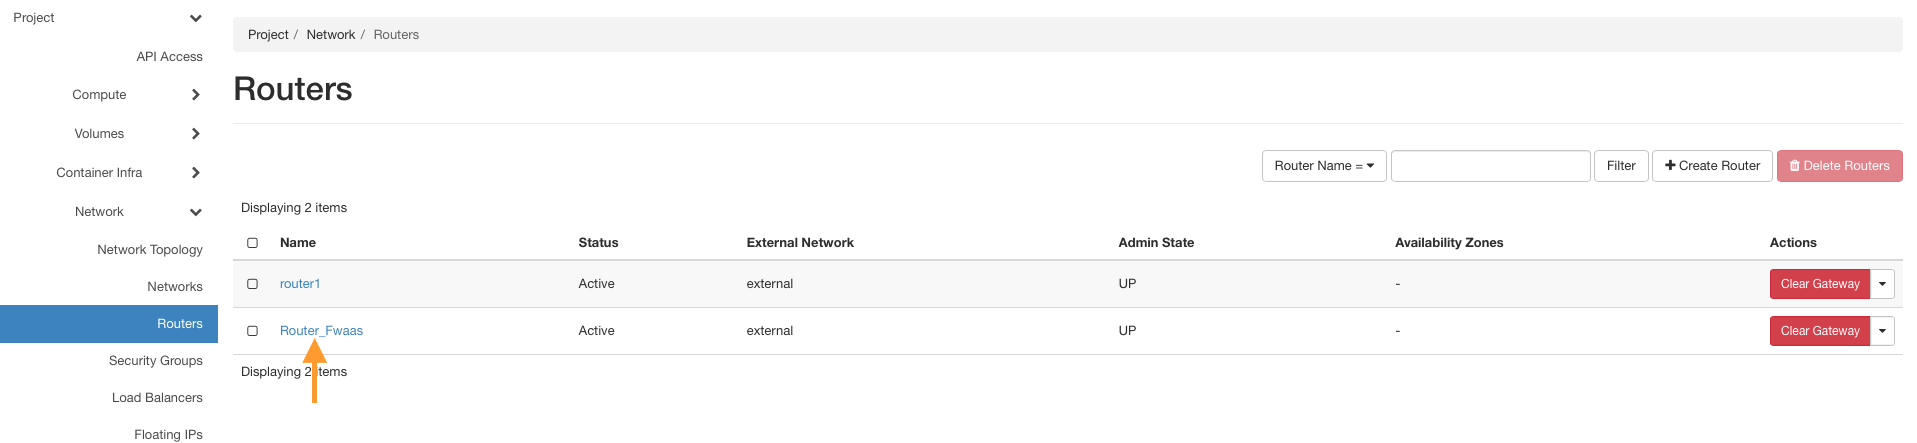 Project
API Access
Compute
Volumes
Container Infra
Network
Network Topology
Networks
Routers
Security Groups
Load Balancers
Floating IPs
Project / Network / Routers
Routers
Router Name = Filter Create Router Delete Routers
Displaying 2 items
Name Status External Network Admin State Availability Zones Actions
router1 Active external UP - Clear Gateway
Router_Fwaas Active external UP - Clear Gateway
Displaying 2 items